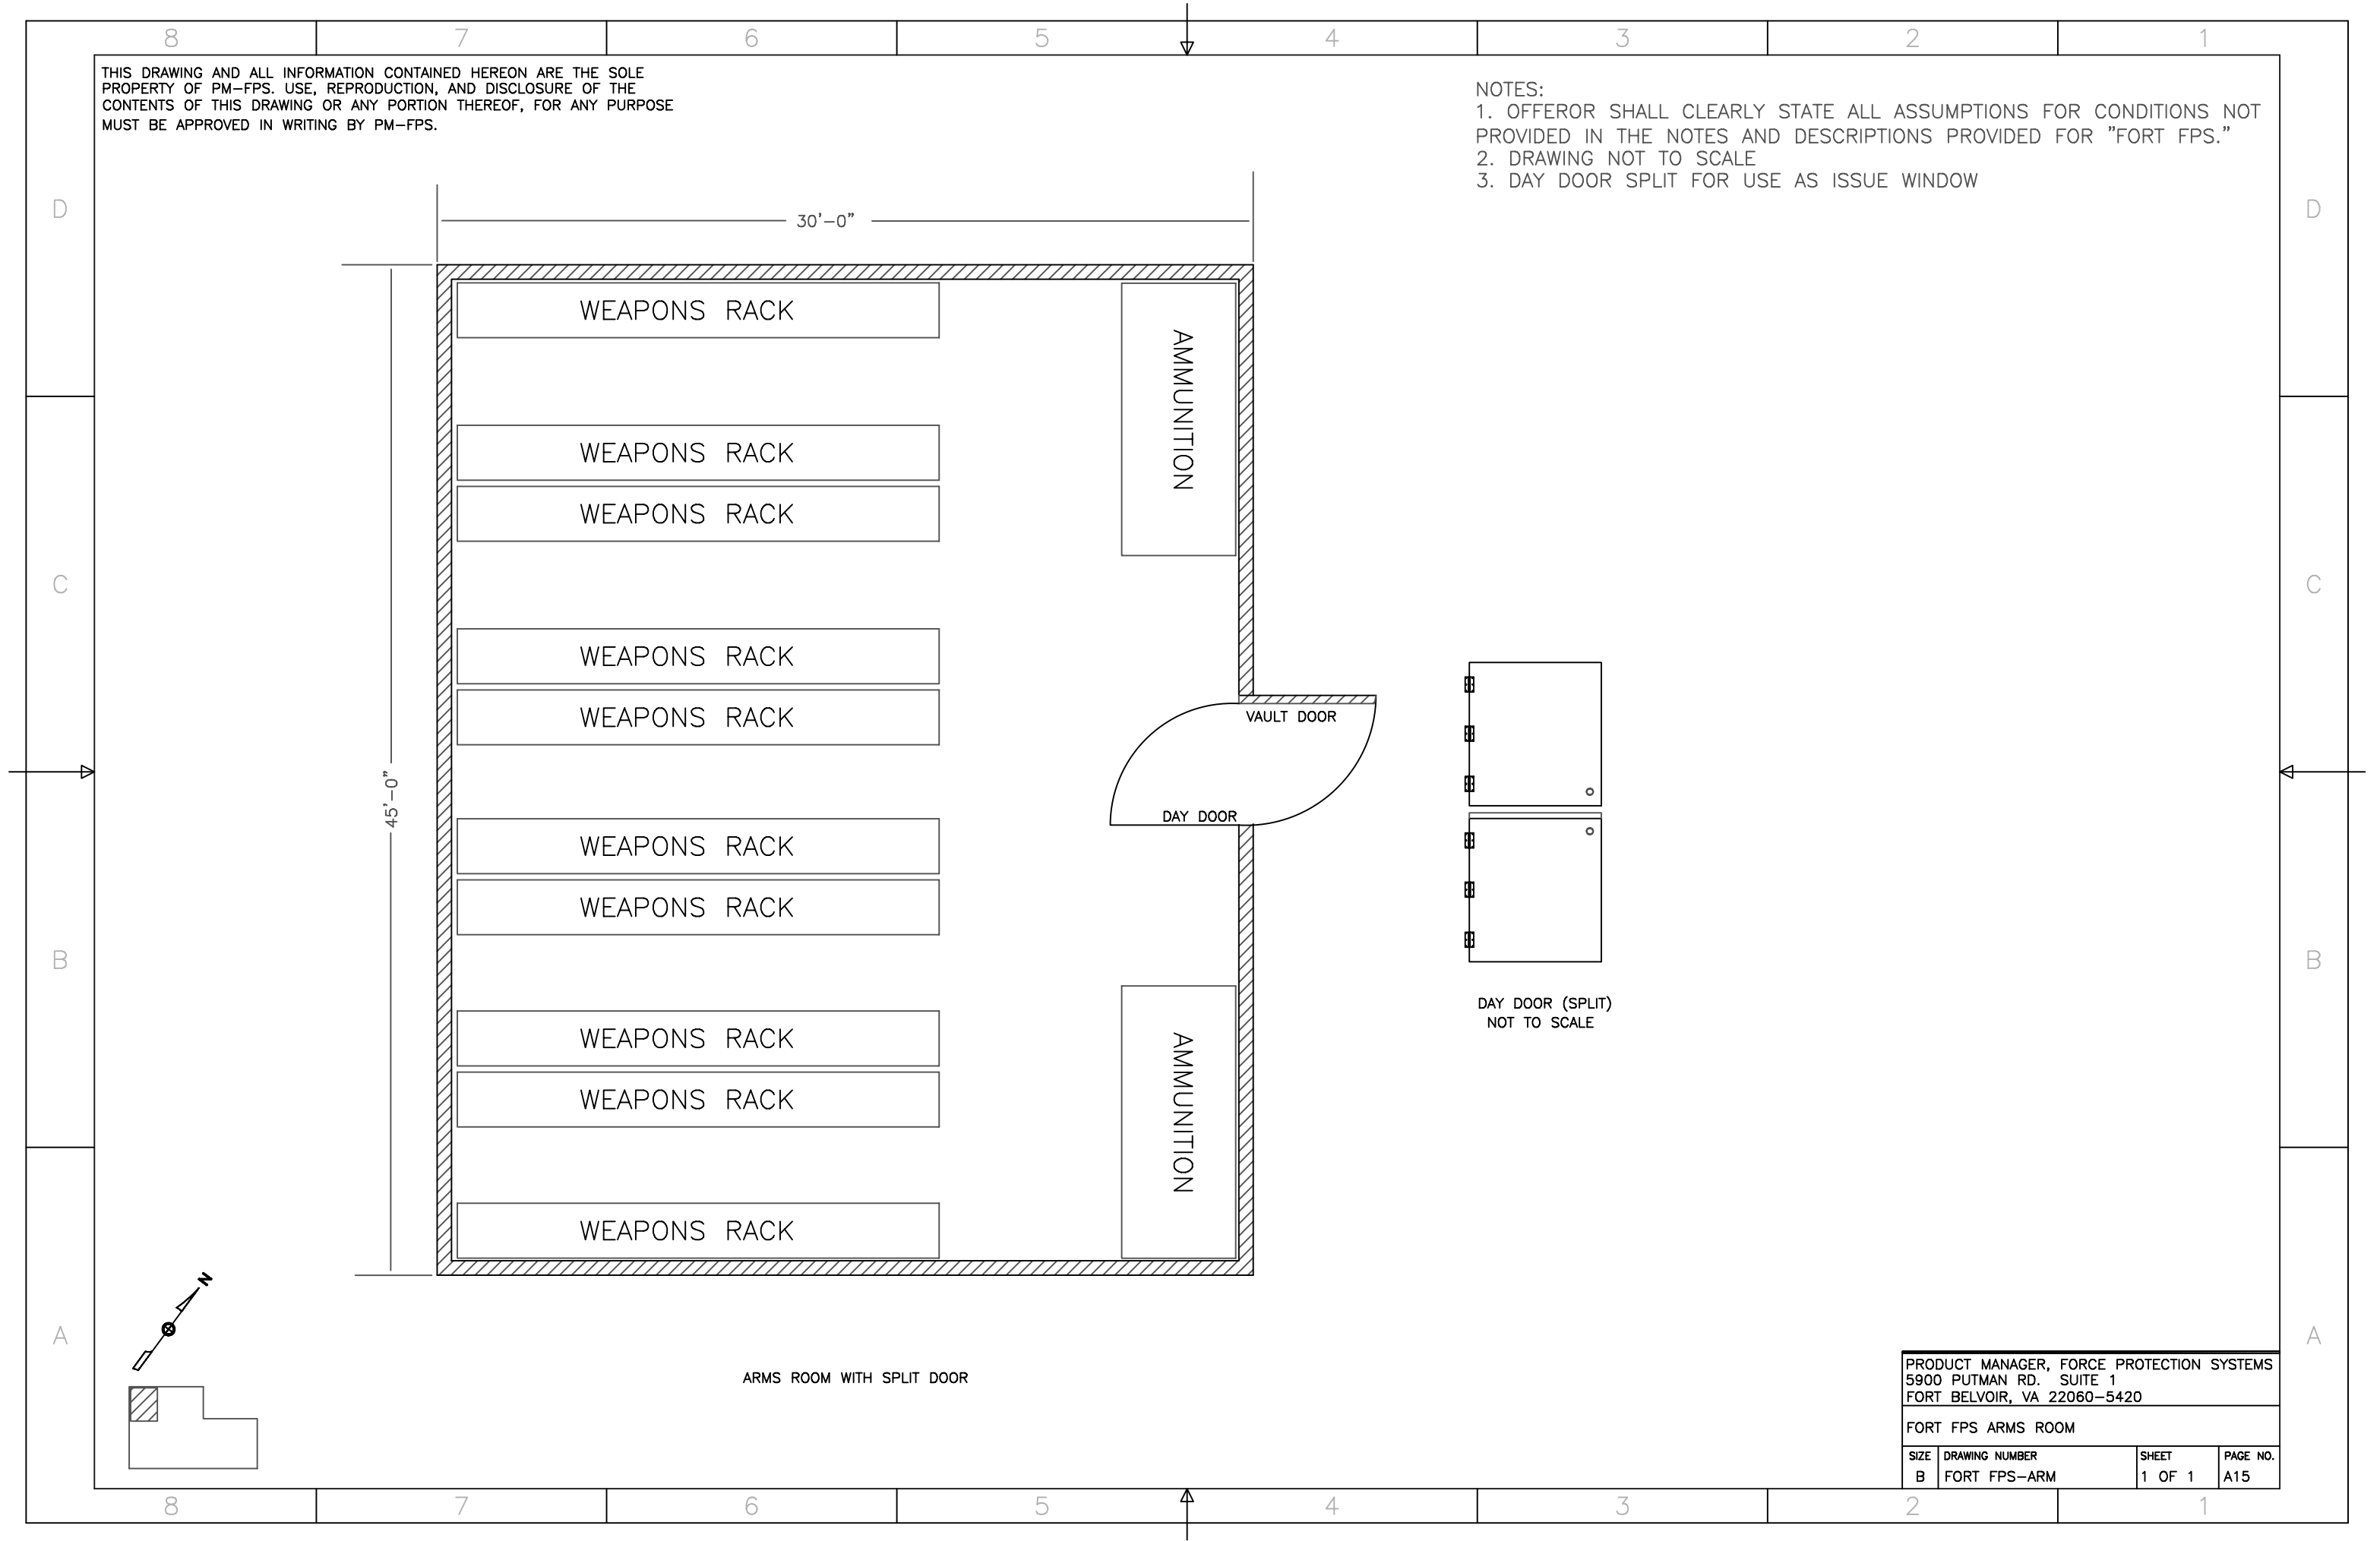 8 7 6 5 4 3 2 1
THIS DRAWING AND ALL INFORMATION CONTAINED HEREON ARE THE SOLE
PROPERTY OF PM-FPS. USE, REPRODUCTION, AND DISCLOSURE OF THE
CONTENTS OF THIS DRAWING OR ANY PORTION THEREOF, FOR ANY PURPOSE
MUST BE APPROVED IN WRITING BY PM-FPS.
NOTES:
1. OFFEROR SHALL CLEARLY STATE ALL ASSUMPTIONS FOR CONDITIONS NOT
PROVIDED IN THE NOTES AND DESCRIPTIONS PROVIDED FOR "FORT FPS."
2. DRAWING NOT TO SCALE
3. DAY DOOR SPLIT FOR USE AS ISSUE WINDOW
D
D
30'-0"
WEAPONS RACK
AMMUNITION
WEAPONS RACK
WEAPONS RACK
C
C
WEAPONS RACK
WEAPONS RACK
VAULT DOOR
45'-0"
DAY DOOR
WEAPONS RACK
WEAPONS RACK
B
B
DAY DOOR (SPLIT)
NOT TO SCALE
WEAPONS RACK
WEAPONS RACK
AMMUNITION
WEAPONS RACK
N
A
A
ARMS ROOM WITH SPLIT DOOR
PRODUCT MANAGER, FORCE PROTECTION SYSTEMS
5900 PUTMAN RD. SUITE 1
FORT BELVOIR, VA 22060-5420
FORT FPS ARMS ROOM
SIZE DRAWING NUMBER SHEET PAGE NO.
B FORT FPS-ARM 1 OF 1 A15
8 7 6 5 4 3 2 1